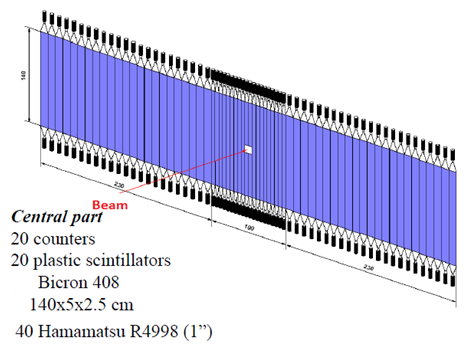 140
230
Beam
100
230
Central part
20 counters
20 plastic scintillators
Bicron 408
140x5x2.5 cm
40 Hamamatsu R4998 (1”)